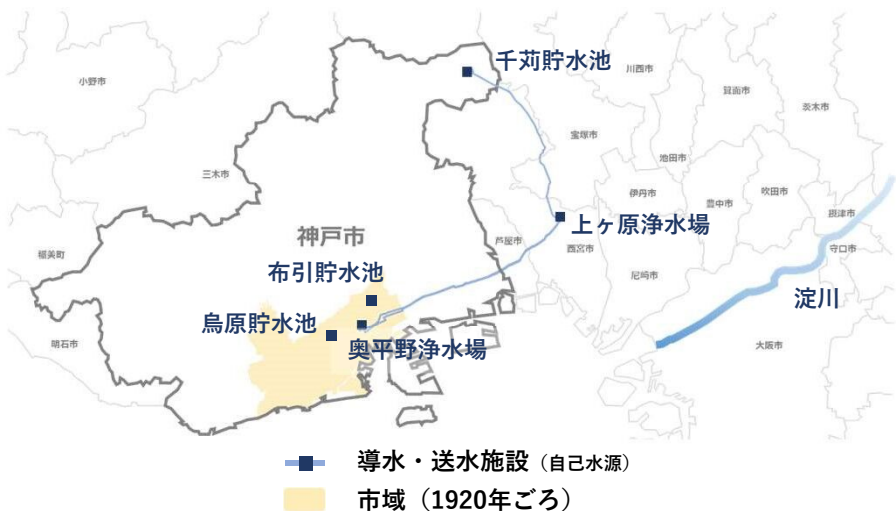 千苅貯水池
川西市
小野市
箕面市
茨木市
宝塚市
池田市
三木市
伊丹市
吹田市
豊中市
摂津市
上ヶ原浄水場
神戸市
芦屋市
西宮市
守口市
稲美町
布引貯水池
尼崎市
淀川
烏原貯水池
奥平野浄水場
明石市
大阪市
導水・送水施設（自己水源）
市域（1920年ごろ）